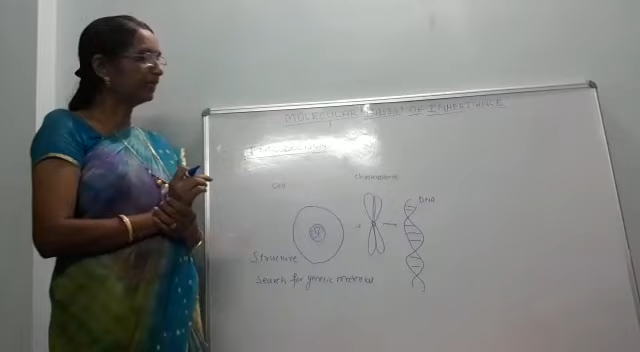 MOLECULAR BASIS OF INHERITANCE
Cell
Chromosome
DNA
Structure
Search for genetic material